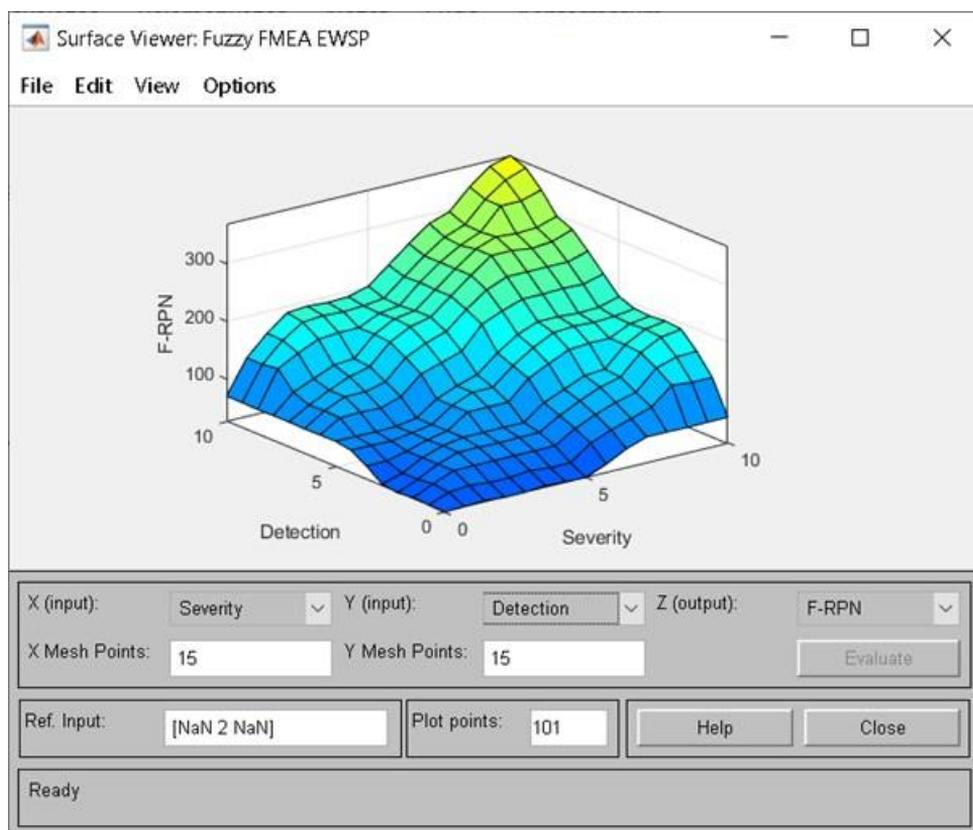 Surface Viewer: Fuzzy FMEA EWSP
File Edit View Options
300
200
100
F-RPN
10
5
0
Detection
0
5
10
Severity
X (input): Severity Y (input): Detection Z (output): F-RPN
X Mesh Points: 15 Y Mesh Points: 15 Evaluate
Ref. Input: [NaN 2 NaN] Plot points: 101 Help Close
Ready